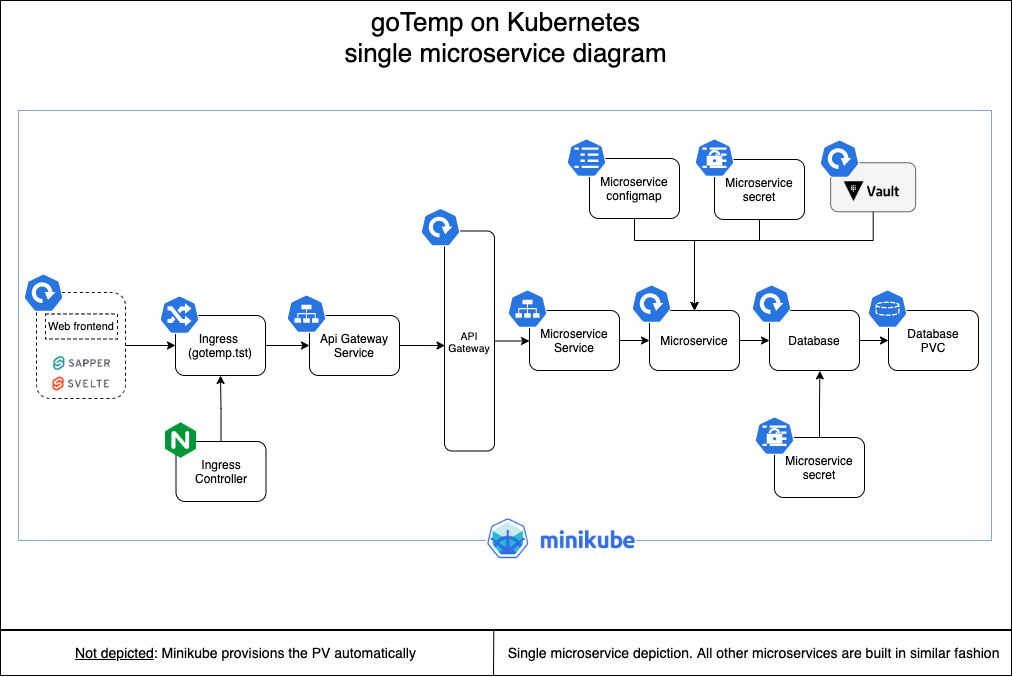 goTemp on Kubernetes
single microservice diagram
Microservice
configmap
Microservice
secret
Vault
Web frontend
SAPPER
SVELTE
Ingress
(gotemp.tst)
Api Gateway
Service
API
Gateway
Microservice
Service
Microservice
Database
Database
PVC
N
Ingress
Controller
Microservice
secret
minikube
Not depicted: Minikube provisions the PV automatically
Single microservice depiction. All other microservices are built in similar fashion